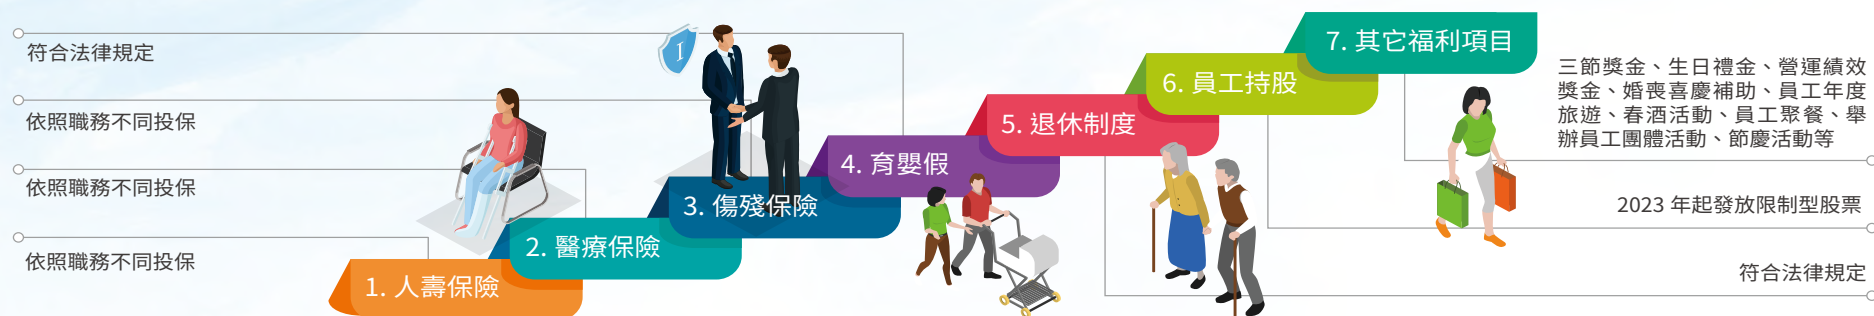 符合法律規定
依照職務不同投保
依照職務不同投保
依照職務不同投保
1. 人壽保險
2. 醫療保險
3. 傷殘保險
4. 育嬰假
5. 退休制度
6. 員工持股
7. 其它福利項目
三節獎金、生日禮金、營運績效
獎金、婚喪喜慶補助、員工年度
旅遊、春酒活動、員工聚餐、舉
辦員工團體活動、節慶活動等
2023 年起發放限制型股票
符合法律規定